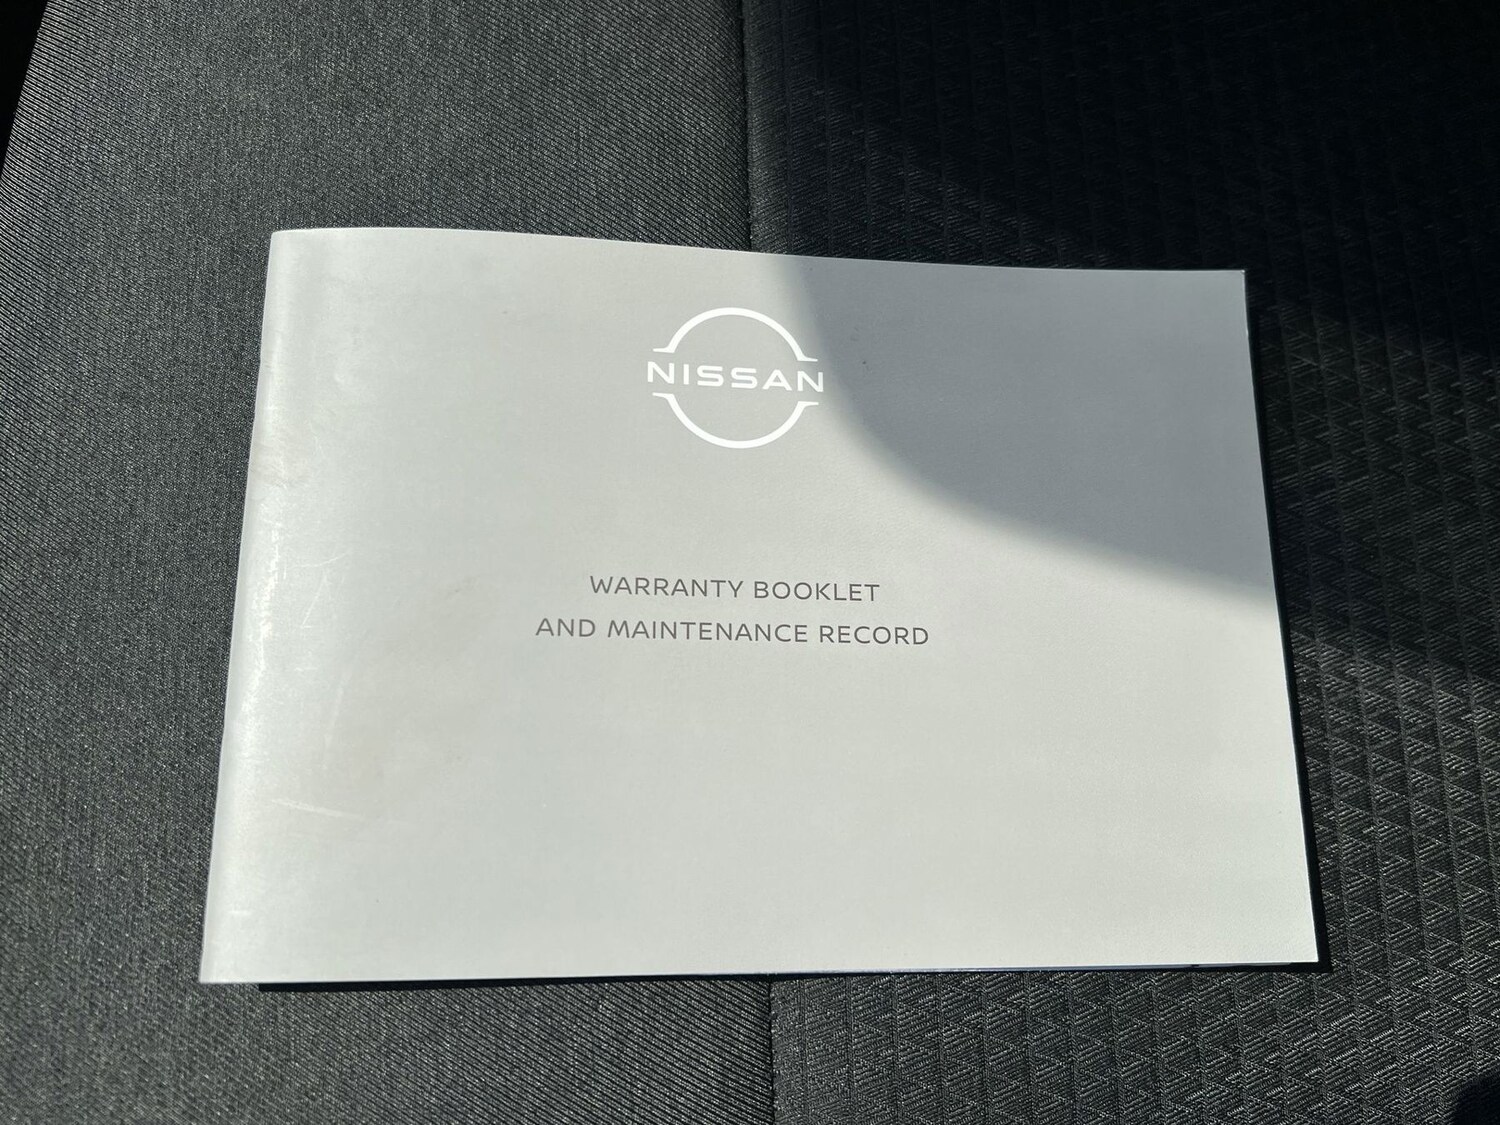 NISSAN
WARRANTY BOOKLET
AND MAINTENANCE RECORD